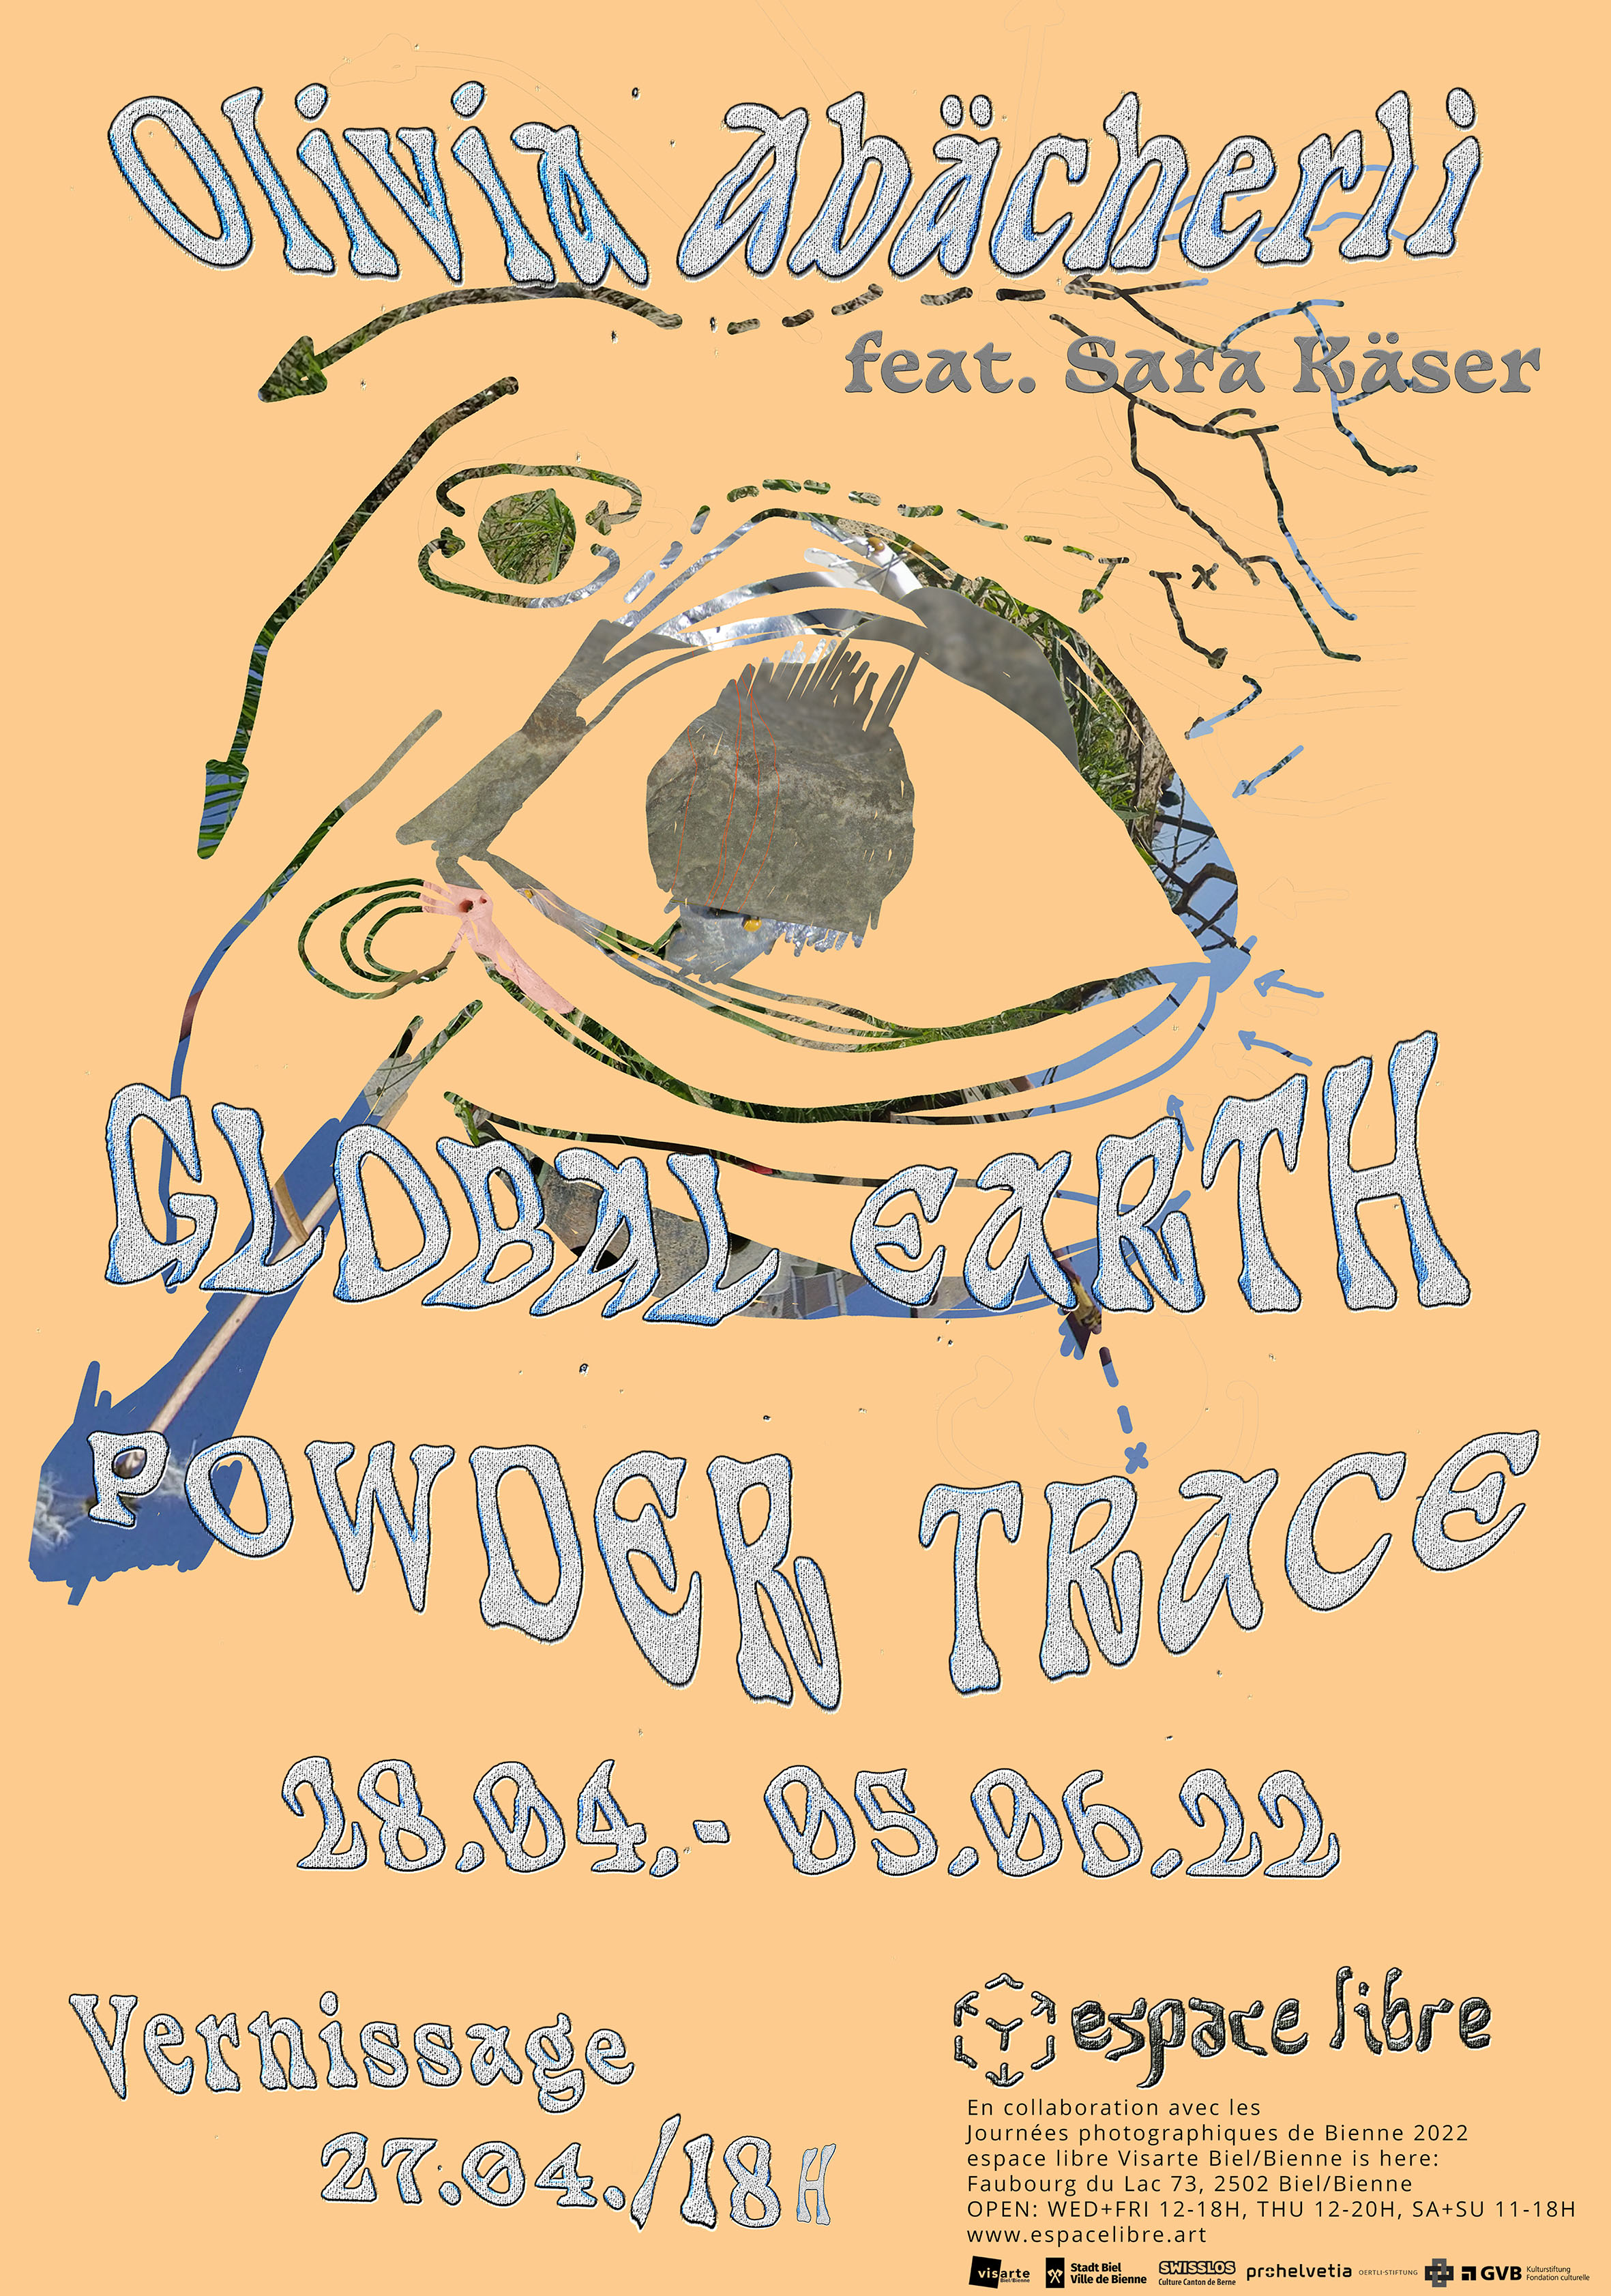 Olivia Abächerli
feat. Sara Käser
GLOBAL EARTH
POWDER TRACE
28.04.- 05.06.22
Vernissage
27.04./18H
espace libre
En collaboration avec les
Journées photographiques de Bienne 2022
espace libre Visarte Biel/Bienne is here:
Faubourg du Lac 73, 2502 Biel/Bienne
OPEN: WED+FRI 12-18H, THU 12-20H, SA+SU 11-18H
www.espacelibre.art
visarte
Biel/Bienne
Stadt Biel
Ville de Bienne
SWISSLOS
Culture Canton de Berne
prohelvetia
OERTLI-STIFTUNG
GVB
Kulturstiftung
Fondation culturelle